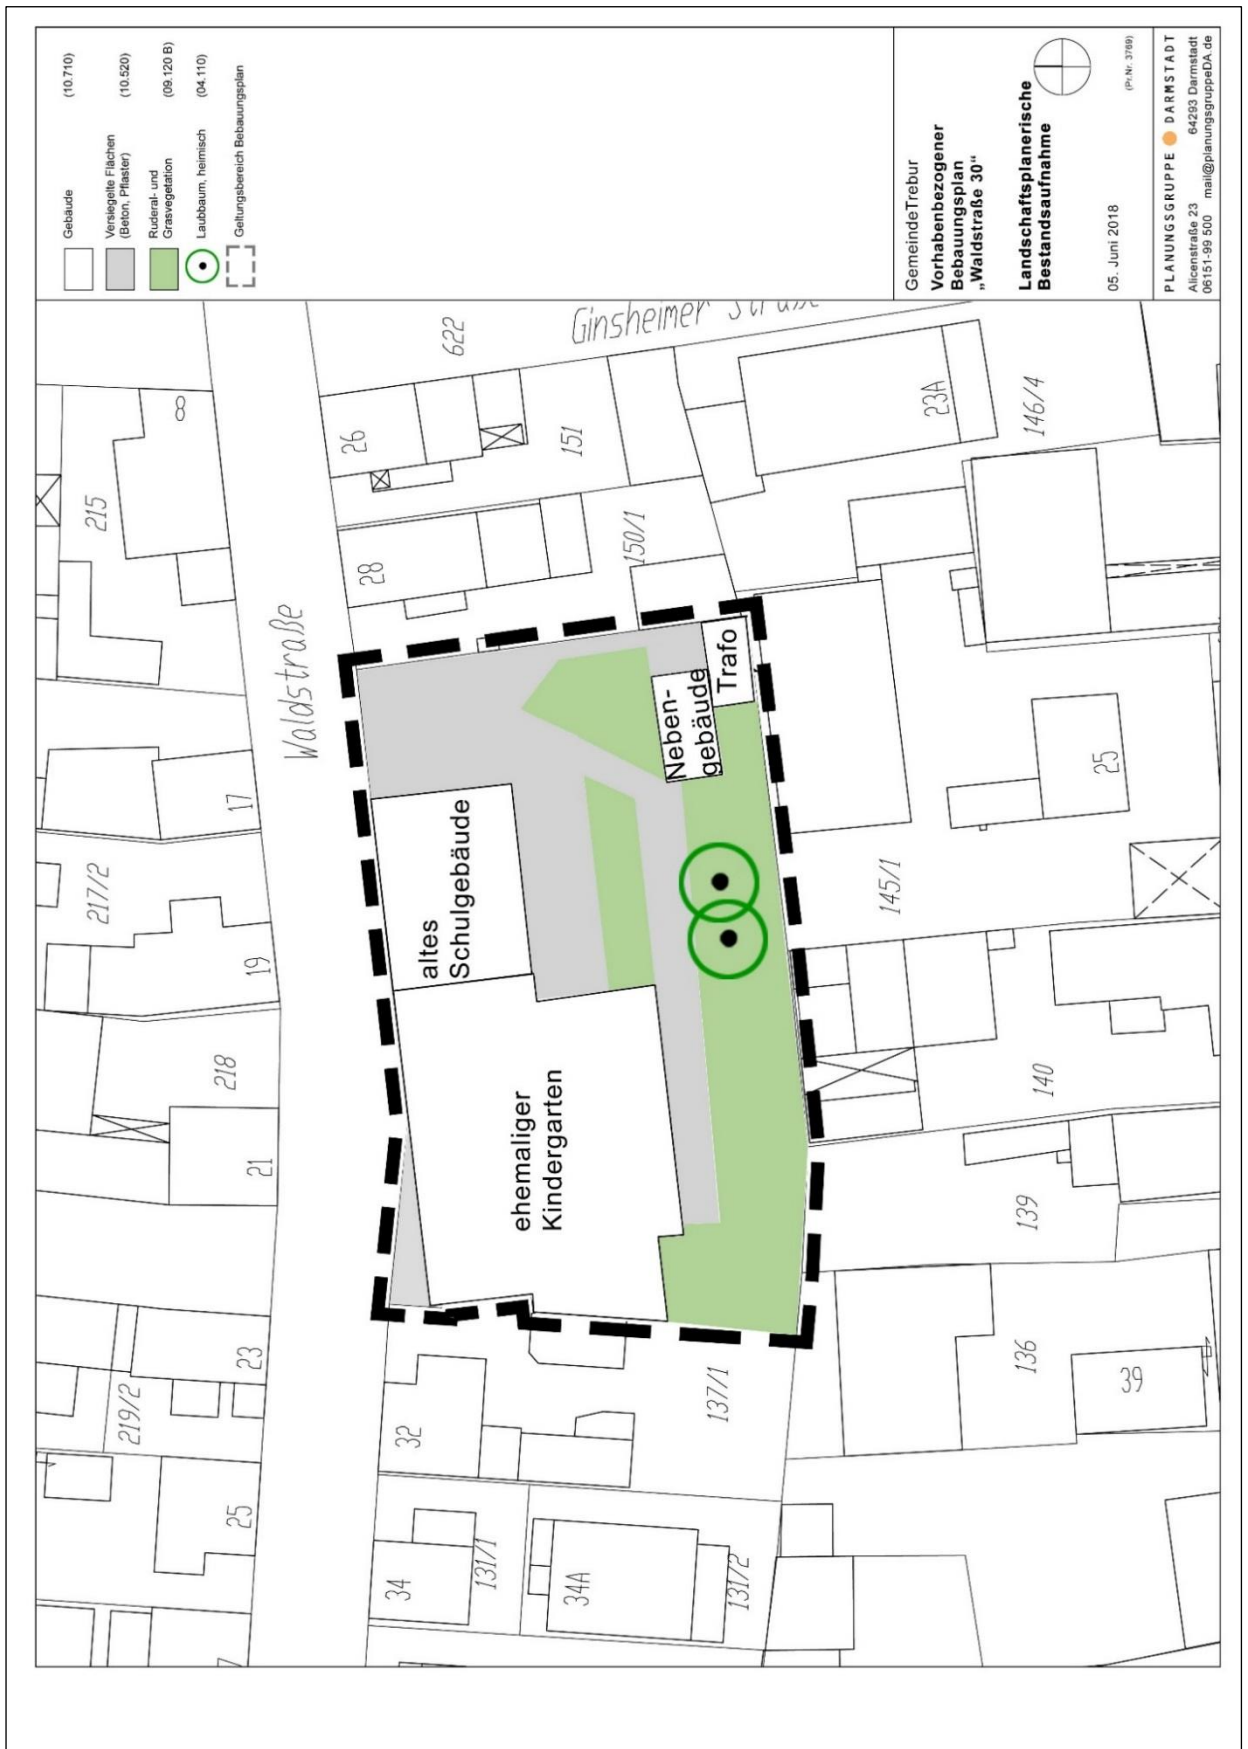 Gebäude (10.710)
Versiegelte Flächen (10.520)
(Beton, Pflaster)
Ruderal- und (09.120 B)
Grasvegetation
Laubbaum, heimisch (04.110)
Geltungsbereich Bebauungsplan
GemeindeTrebur
Vorhabenbezogener
Bebauungsplan
„Waldstraße 30“
Landschaftsplanerische
Bestandsaufnahme
05. Juni 2018
(Pr.Nr. 3769)
PLANUNGSGRUPPE DARMSTADT
Alicenstraße 23 64293 Darmstadt
06151-99 500 mail@planungsgruppeDA.de
Waldstraße
Ginsheimer Straße
altes
Schulgebäude
ehemaliger
Kindergarten
Neben-
gebäude
Trafo
219/2
23
25
7
21
218
19
217/2
17
215
8
34
131/1
34A
131/2
32
137/1
28
150/1
26
151
622
136
39
139
140
145/1
25
23A
146/4